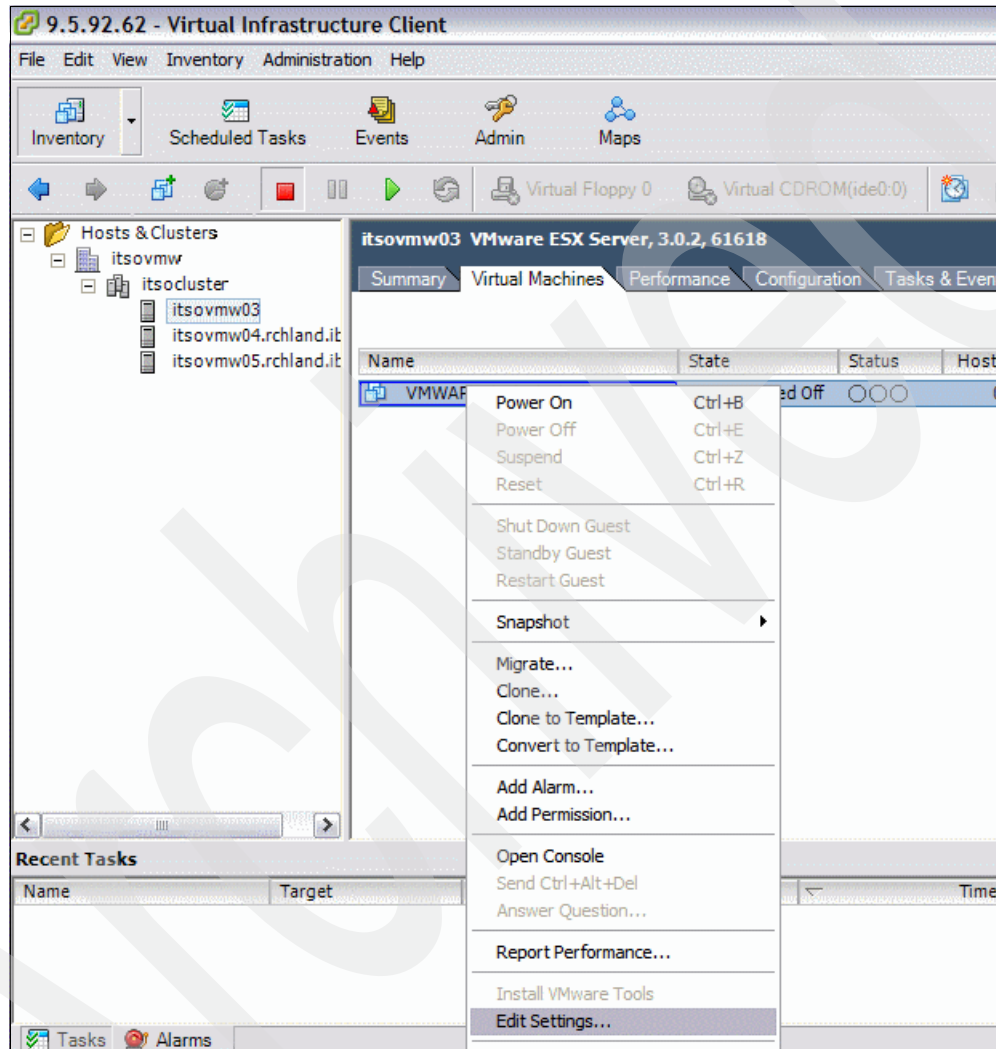 9.5.92.62 - Virtual Infrastructure Client
File Edit View Inventory Administration Help
Inventory Scheduled Tasks Events Admin Maps
Virtual Floppy 0 Virtual CDROM(ide0:0)
Hosts & Clusters
itsovmw
itsocluster
itsovmw03
itsovmw04.rchland.it
itsovmw05.rchland.it
itsovmw03 VMware ESX Server, 3.0.2, 61618
Summary Virtual Machines Performance Configuration Tasks & Even
Name State Status Host
VMWAR ed Off
Power On Ctrl+B
Power Off Ctrl+E
Suspend Ctrl+Z
Reset Ctrl+R
Shut Down Guest
Standby Guest
Restart Guest
Snapshot
Migrate...
Clone...
Clone to Template...
Convert to Template...
Add Alarm...
Add Permission...
Open Console
Send Ctrl+Alt+Del
Answer Question...
Report Performance...
Install VMware Tools
Edit Settings...
Recent Tasks
Name Target Time
Tasks Alarms